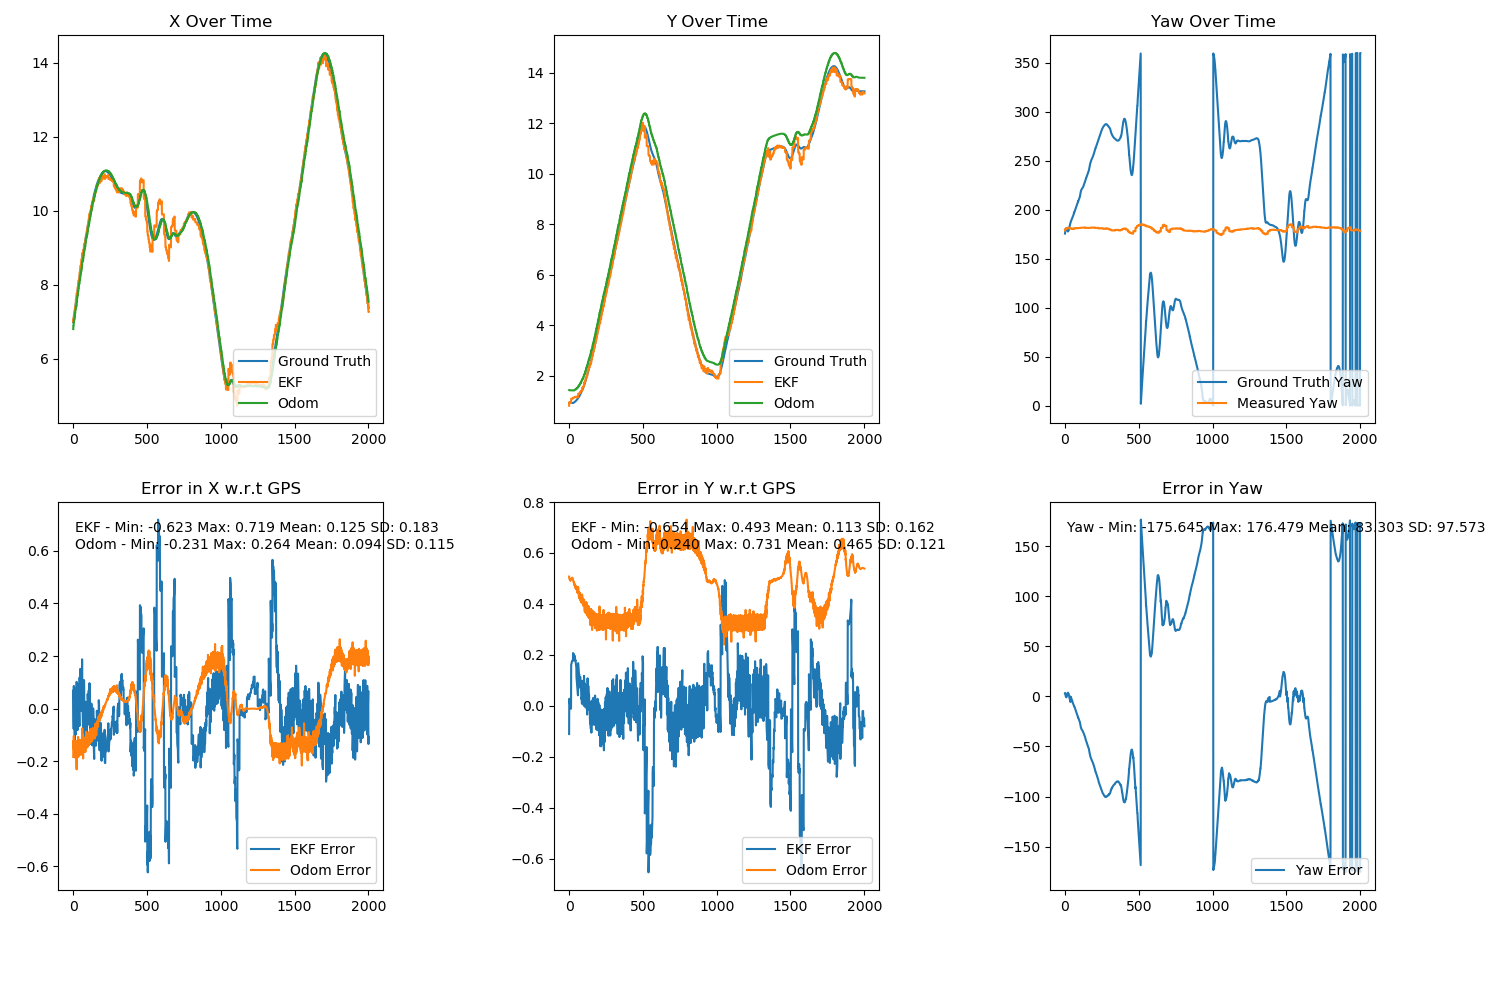 X Over Time
14
12
10
8
6
0 500 1000 1500 2000
Ground Truth
EKF
Odom
Y Over Time
14
12
10
8
6
4
2
0 500 1000 1500 2000
Ground Truth
EKF
Odom
Yaw Over Time
350
300
250
200
150
100
50
0
0 500 1000 1500 2000
Ground Truth Yaw
Measured Yaw
Error in X w.r.t GPS
EKF - Min: -0.623 Max: 0.719 Mean: 0.125 SD: 0.183
Odom - Min: -0.231 Max: 0.264 Mean: 0.094 SD: 0.115
0.6
0.4
0.2
0.0
−0.2
−0.4
−0.6
0 500 1000 1500 2000
EKF Error
Odom Error
Error in Y w.r.t GPS
EKF - Min: -0.654 Max: 0.493 Mean: 0.113 SD: 0.162
Odom - Min: 0.240 Max: 0.731 Mean: 0.465 SD: 0.121
0.8
0.6
0.4
0.2
0.0
−0.2
−0.4
−0.6
0 500 1000 1500 2000
EKF Error
Odom Error
Error in Yaw
Yaw - Min: -175.645 Max: 176.479 Mean: 83.303 SD: 97.573
150
100
50
0
−50
−100
−150
0 500 1000 1500 2000
Yaw Error